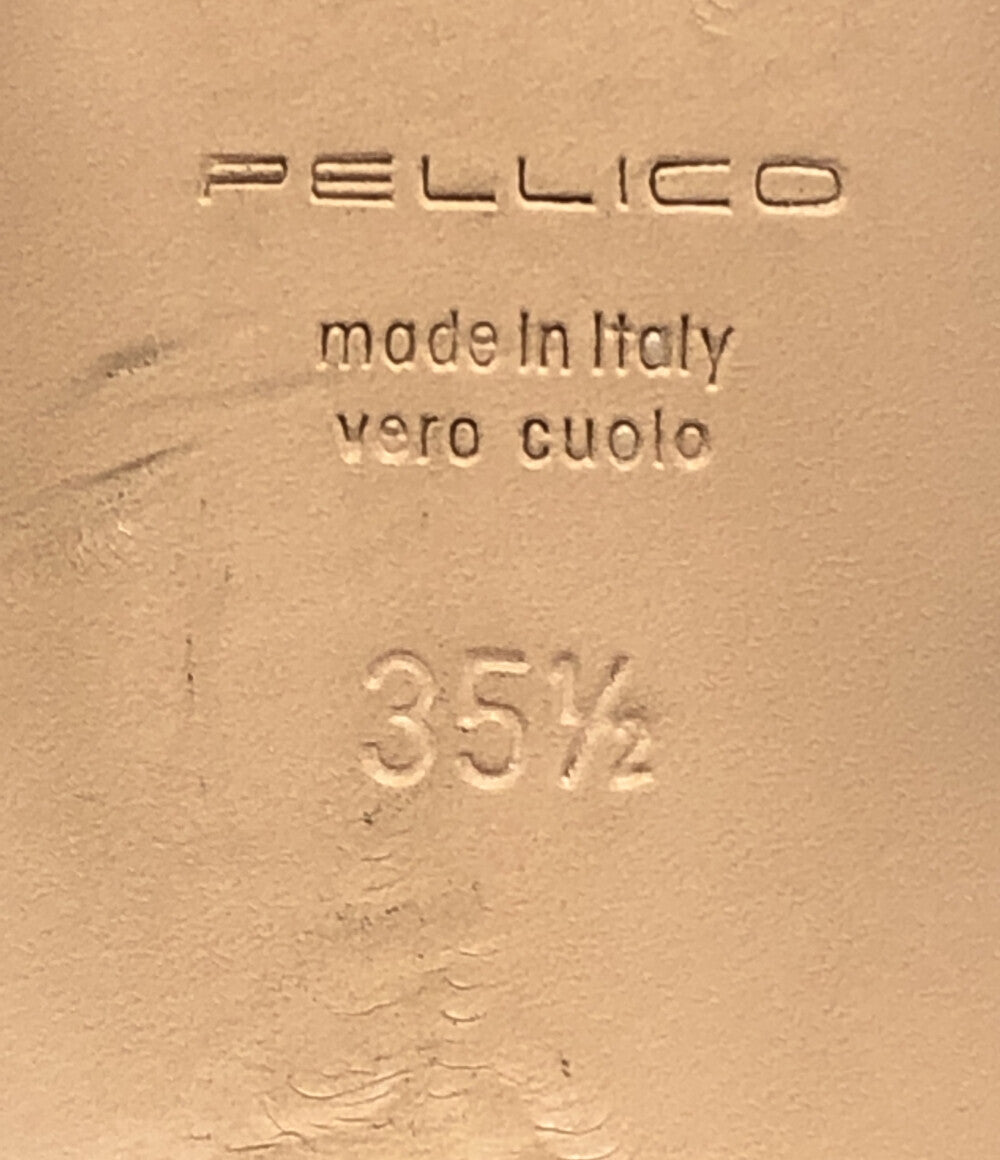 PELLICO
made in Italy
vero cuoio
35½